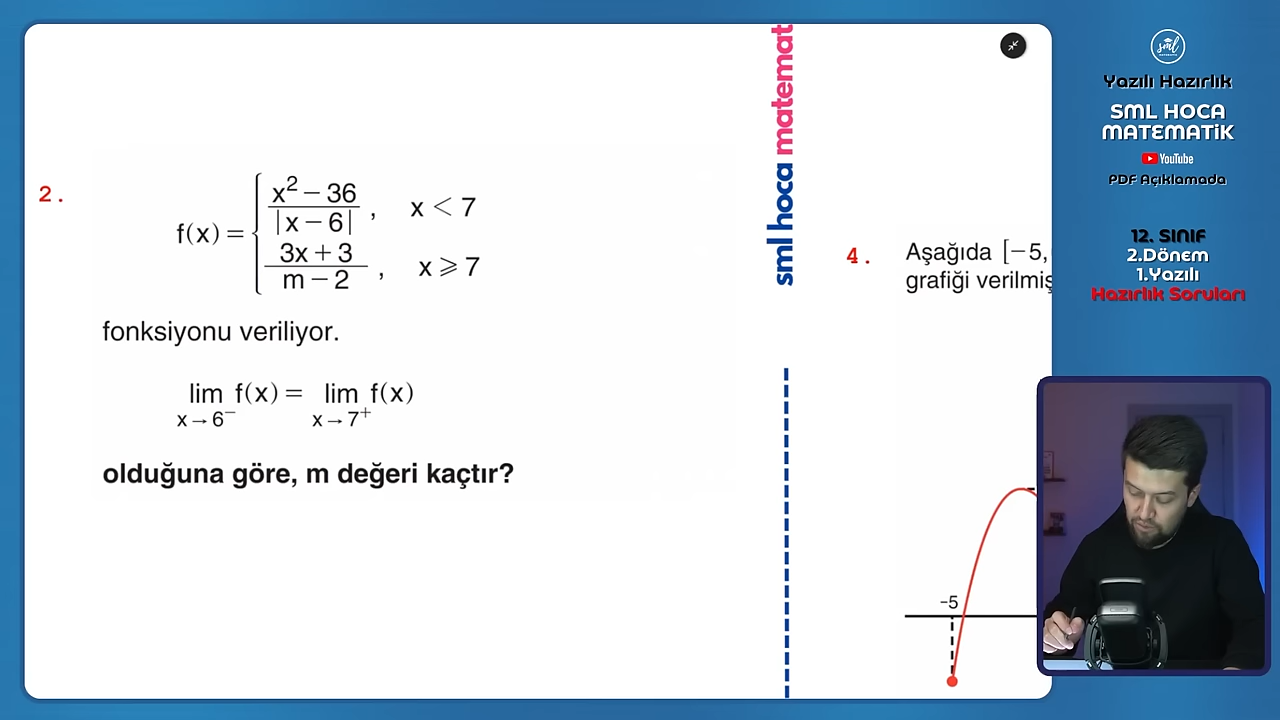 2.
f(x) = { x² − 36 / |x − 6| , x < 7
3x + 3 / m − 2 , x ⩾ 7
fonksiyonu veriliyor.
lim f(x) = lim f(x)
x → 6⁻ x → 7⁺
olduğuna göre, m değeri kaçtır?
sml hoca matemat
4.
Aşağıda [−5,
grafiği verilmiş
−5
sml
Yazılı Hazırlık
SML HOCA
MATEMATİK
YouTube
PDF Açıklamada
12. SINIF
2.Dönem
1.Yazılı
Hazırlık Soruları